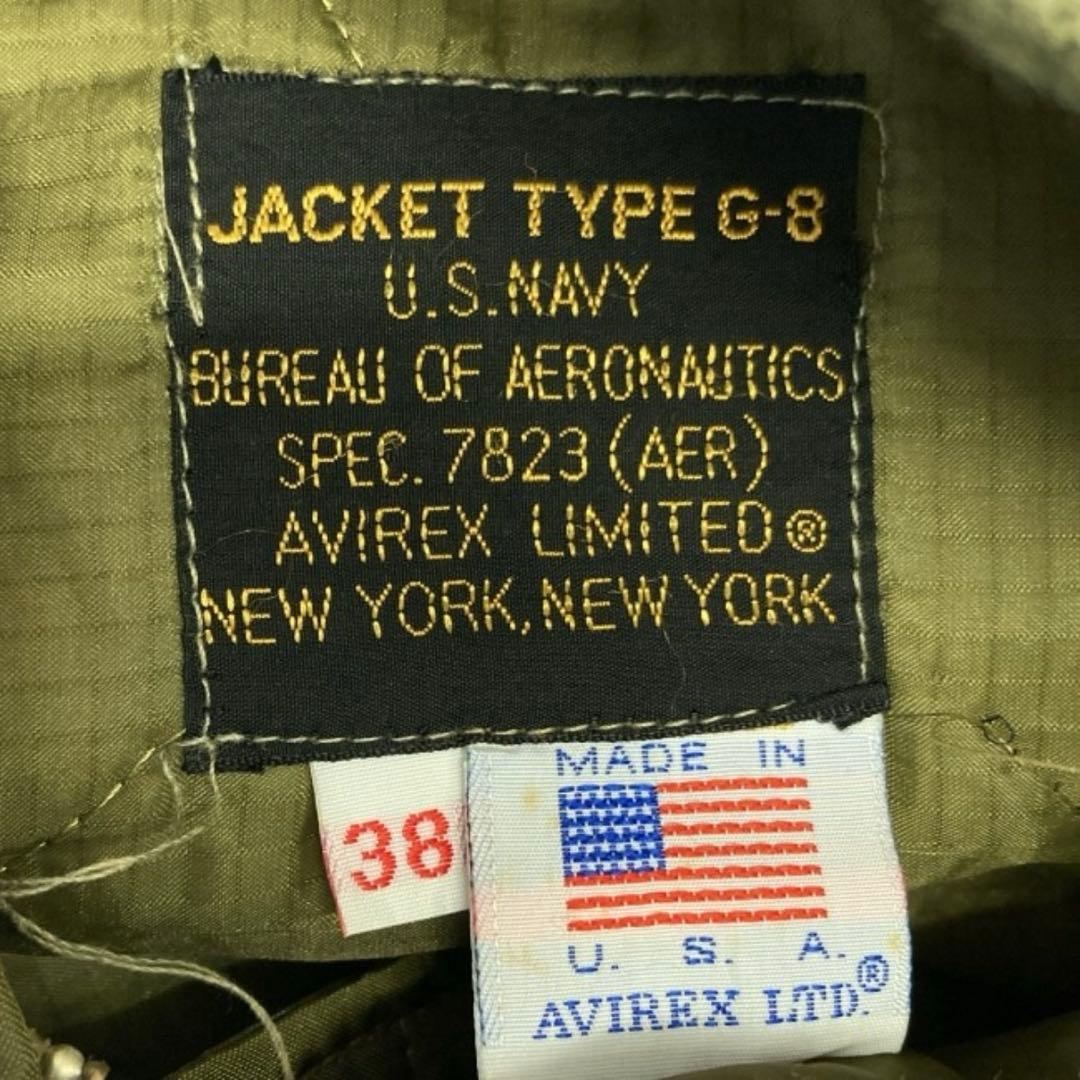 JACKET TYPE G-8
U.S.NAVY
BUREAU OF AERONAUTICS
SPEC. 7823 (AER)
AVIREX LIMITED®
NEW YORK, NEW YORK
38
MADE IN
U. S. A.
AVIREX LTD.®